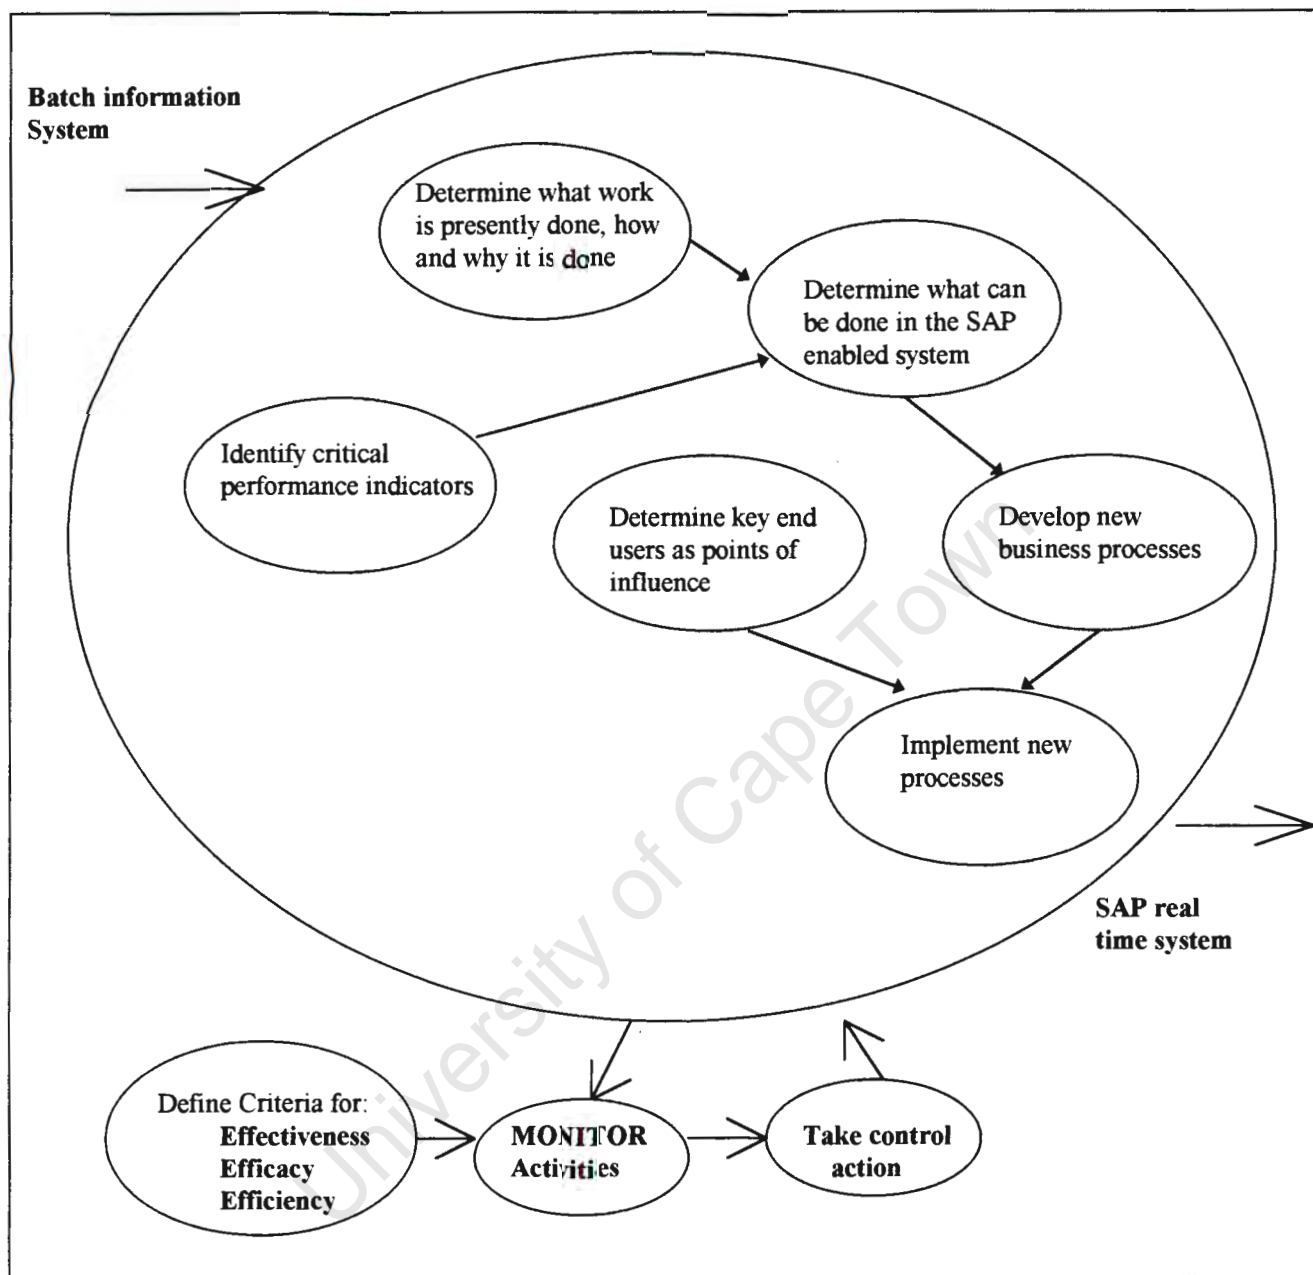 Batch information
System
Determine what work
is presently done, how
and why it is done
Determine what can
be done in the SAP
enabled system
Identify critical
performance indicators
Determine key end
users as points of
influence
Develop new
business processes
Implement new
processes
SAP real
time system
Define Criteria for:
Effectiveness
Efficacy
Efficiency
MONITOR
Activities
Take control
action
University of Cape Town